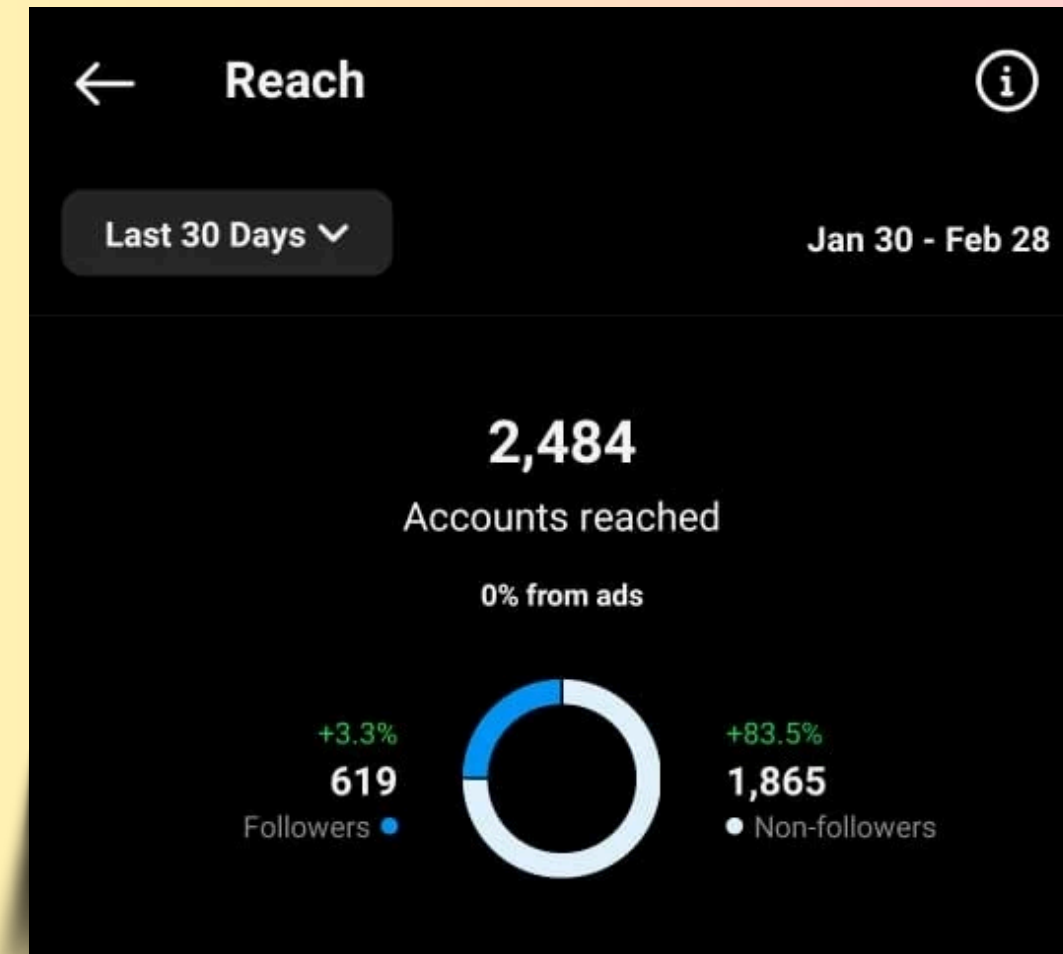 Reach
Last 30 Days
Jan 30 - Feb 28
2,484
Accounts reached
0% from ads
+3.3%
619
Followers
+83.5%
1,865
Non-followers